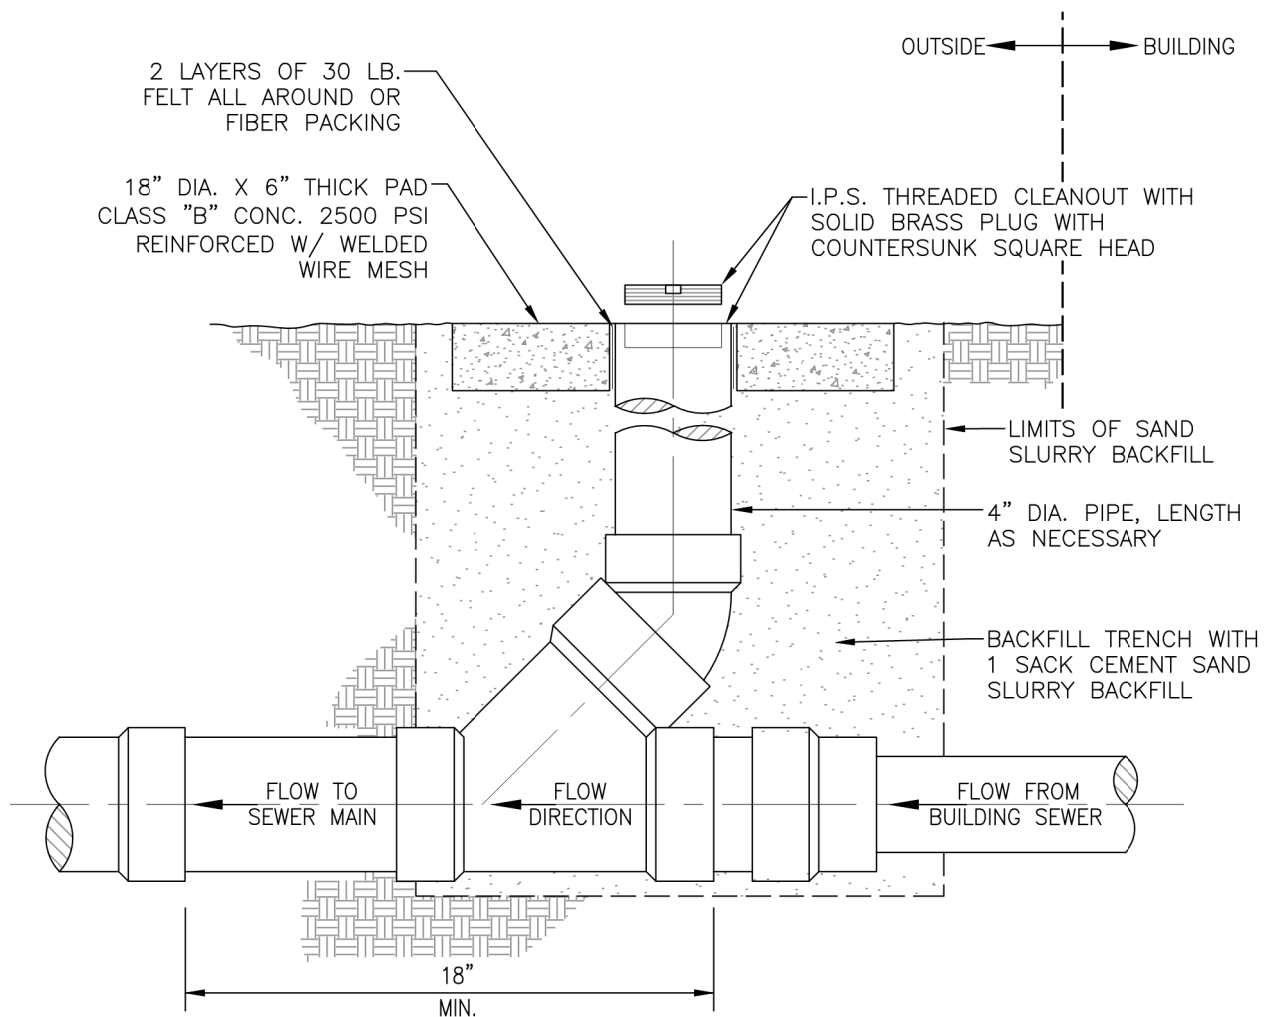 OUTSIDE
BUILDING
2 LAYERS OF 30 LB.
FELT ALL AROUND OR
FIBER PACKING
18" DIA. X 6" THICK PAD
CLASS "B" CONC. 2500 PSI
REINFORCED W/ WELDED
WIRE MESH
I.P.S. THREADED CLEANOUT WITH
SOLID BRASS PLUG WITH
COUNTERSUNK SQUARE HEAD
LIMITS OF SAND
SLURRY BACKFILL
4" DIA. PIPE, LENGTH
AS NECESSARY
BACKFILL TRENCH WITH
1 SACK CEMENT SAND
SLURRY BACKFILL
FLOW TO
SEWER MAIN
FLOW
DIRECTION
FLOW FROM
BUILDING SEWER
18"
MIN.